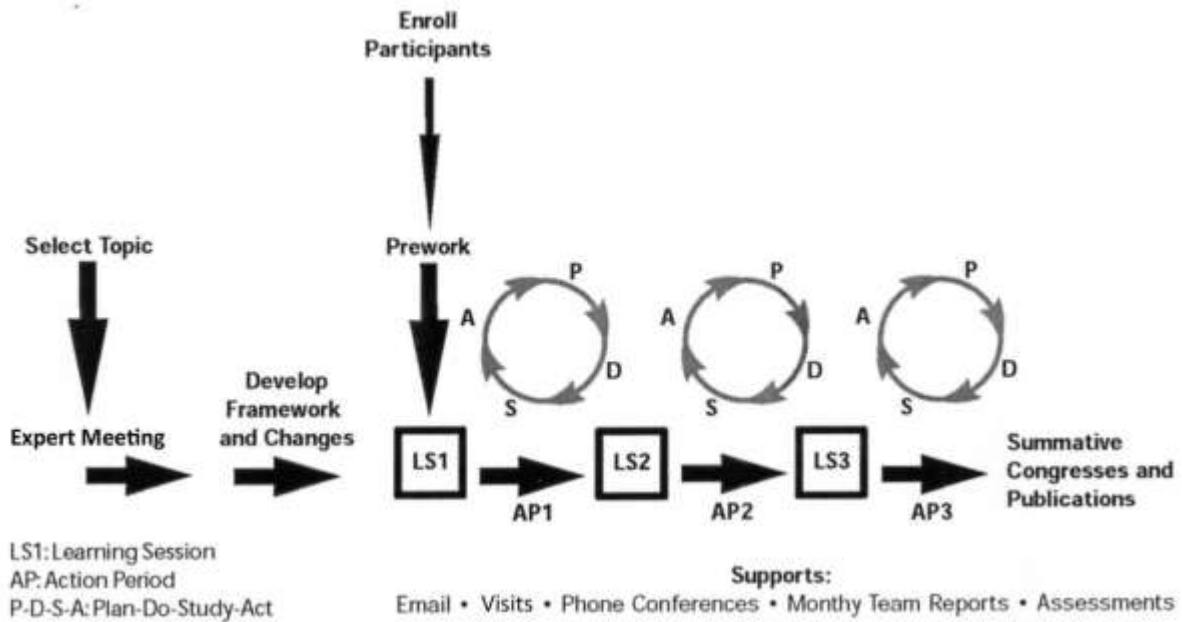 Enroll
Participants
Select Topic
Prework
P
A
D
S
P
A
D
S
P
A
D
S
Expert Meeting
Develop
Framework
and Changes
LS1
AP1
LS2
AP2
LS3
AP3
Summative
Congresses and
Publications
LS1: Learning Session
AP: Action Period
P-D-S-A: Plan-Do-Study-Act
Supports:
Email • Visits • Phone Conferences • Monthy Team Reports • Assessments